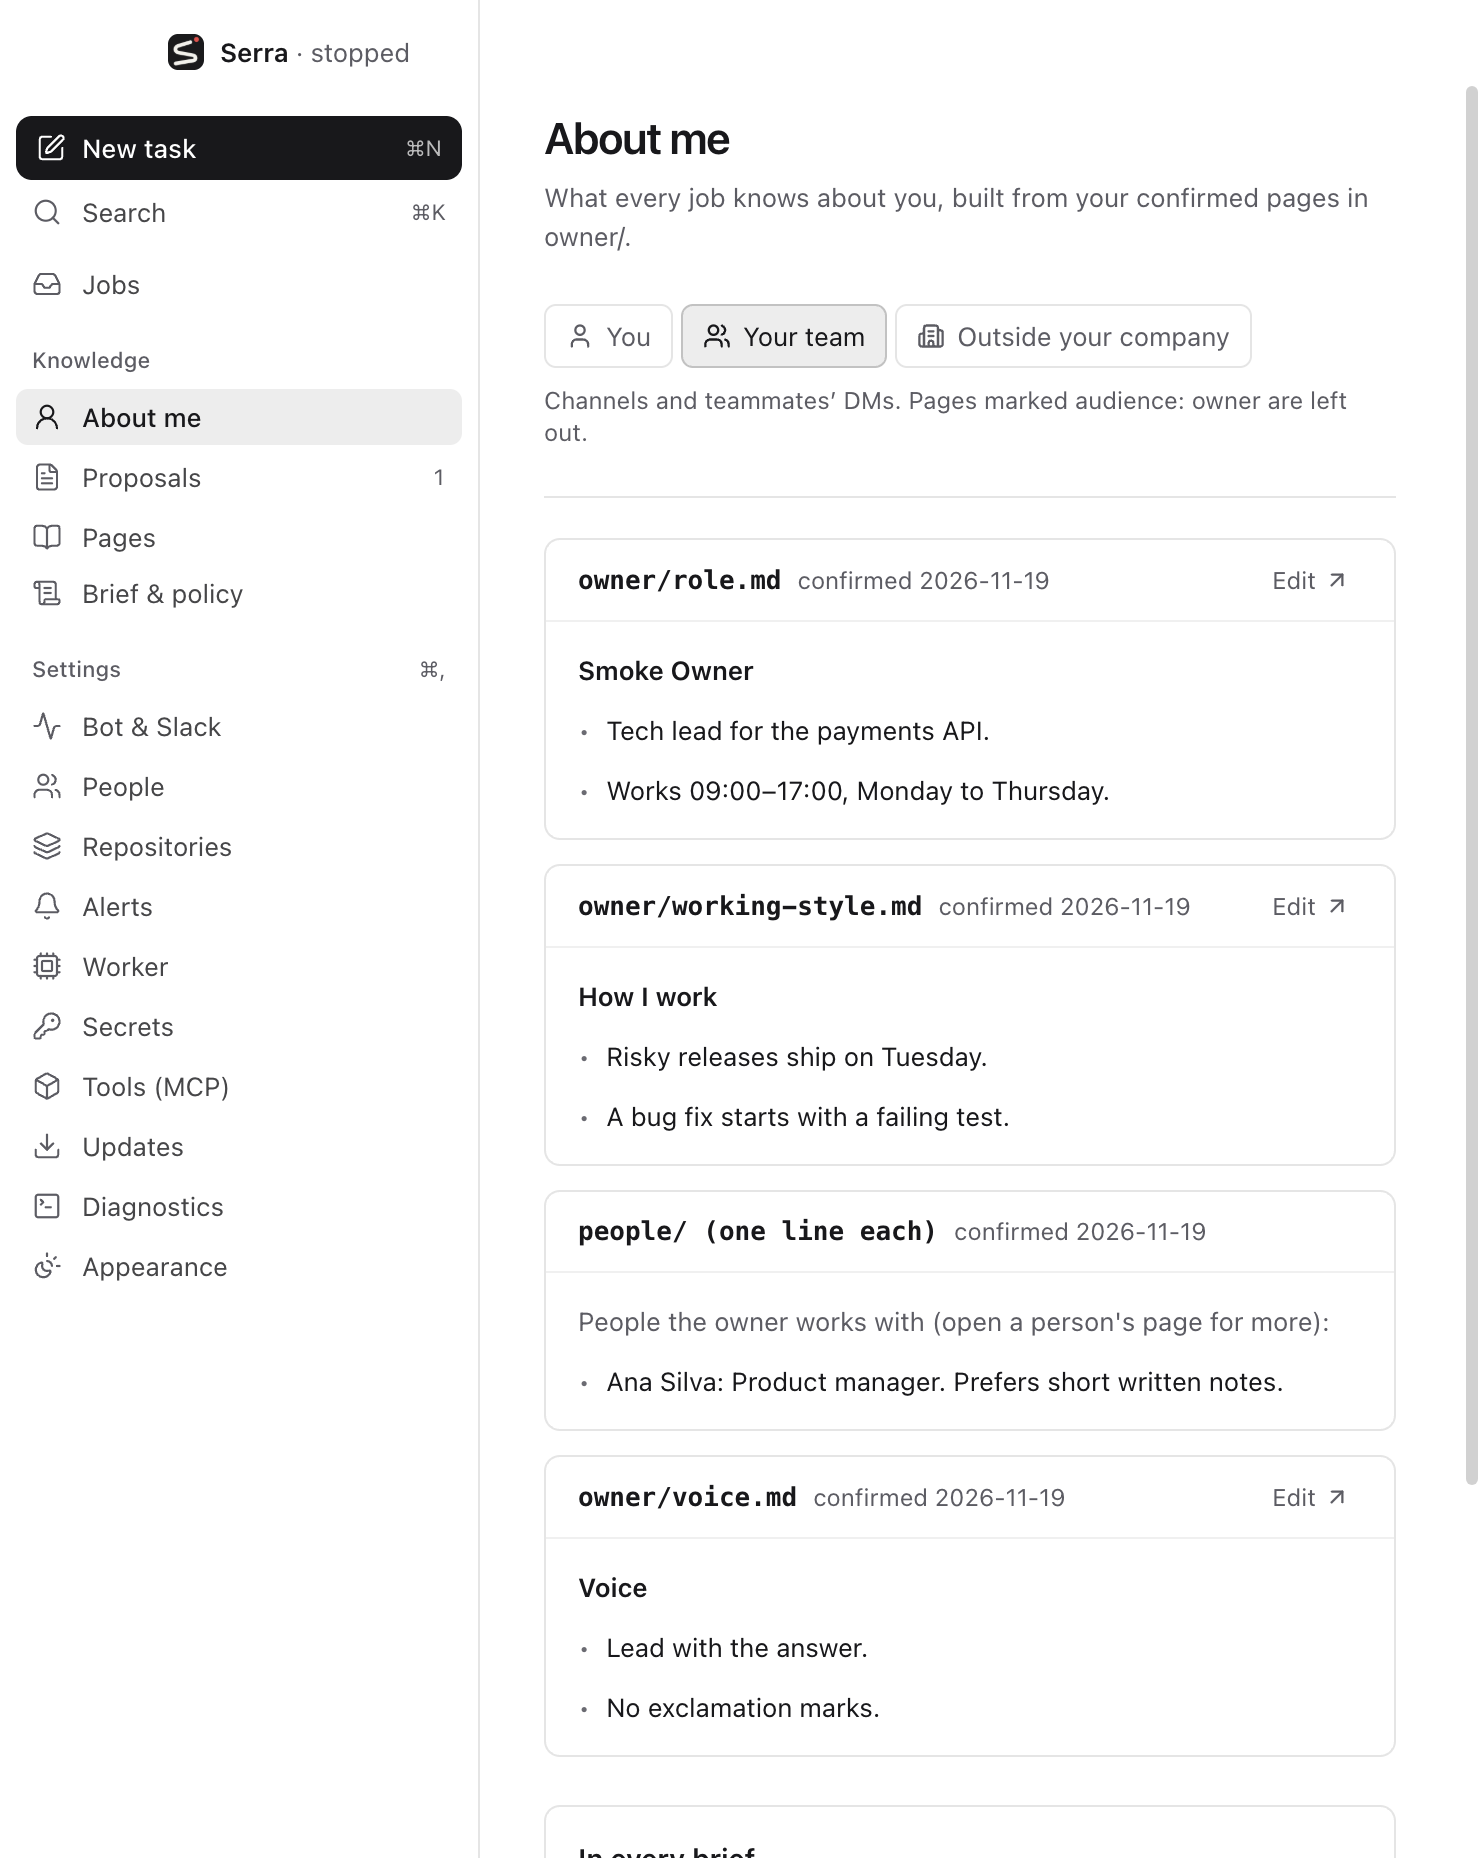 Serra · stopped
New task ⌘N
Search ⌘K
Jobs
Knowledge
About me
Proposals 1
Pages
Brief & policy
Settings ⌘,
Bot & Slack
People
Repositories
Alerts
Worker
Secrets
Tools (MCP)
Updates
Diagnostics
Appearance
About me
What every job knows about you, built from your confirmed pages in
owner/.
You
Your team
Outside your company
Channels and teammates’ DMs. Pages marked audience: owner are left
out.
owner/role.md confirmed 2026-11-19 Edit
Smoke Owner
• Tech lead for the payments API.
• Works 09:00–17:00, Monday to Thursday.
owner/working-style.md confirmed 2026-11-19 Edit
How I work
• Risky releases ship on Tuesday.
• A bug fix starts with a failing test.
people/ (one line each) confirmed 2026-11-19
People the owner works with (open a person's page for more):
• Ana Silva: Product manager. Prefers short written notes.
owner/voice.md confirmed 2026-11-19 Edit
Voice
• Lead with the answer.
• No exclamation marks.
In every brief